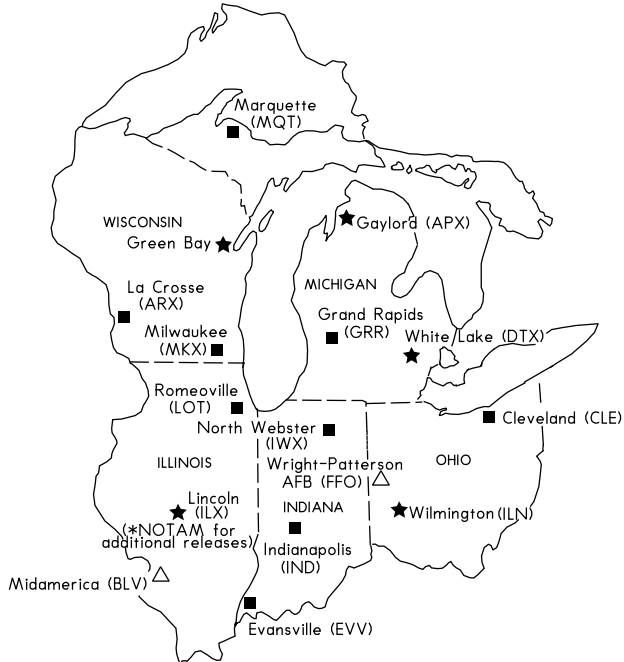 Marquette
(MQT)
WISCONSIN
Green Bay
Gaylord (APX)
La Crosse
(ARX)
MICHIGAN
Grand Rapids
(GRR)
Milwaukee
(MKX)
White Lake (DTX)
Romeoville
(LOT)
North Webster
(IWX)
Cleveland (CLE)
ILLINOIS
Wright-Patterson
AFB (FFO)
OHIO
Lincoln
(ILX)
(*NOTAM for
additional releases)
INDIANA
Wilmington (ILN)
Indianapolis
(IND)
Midamerica (BLV)
Evansville (EVV)